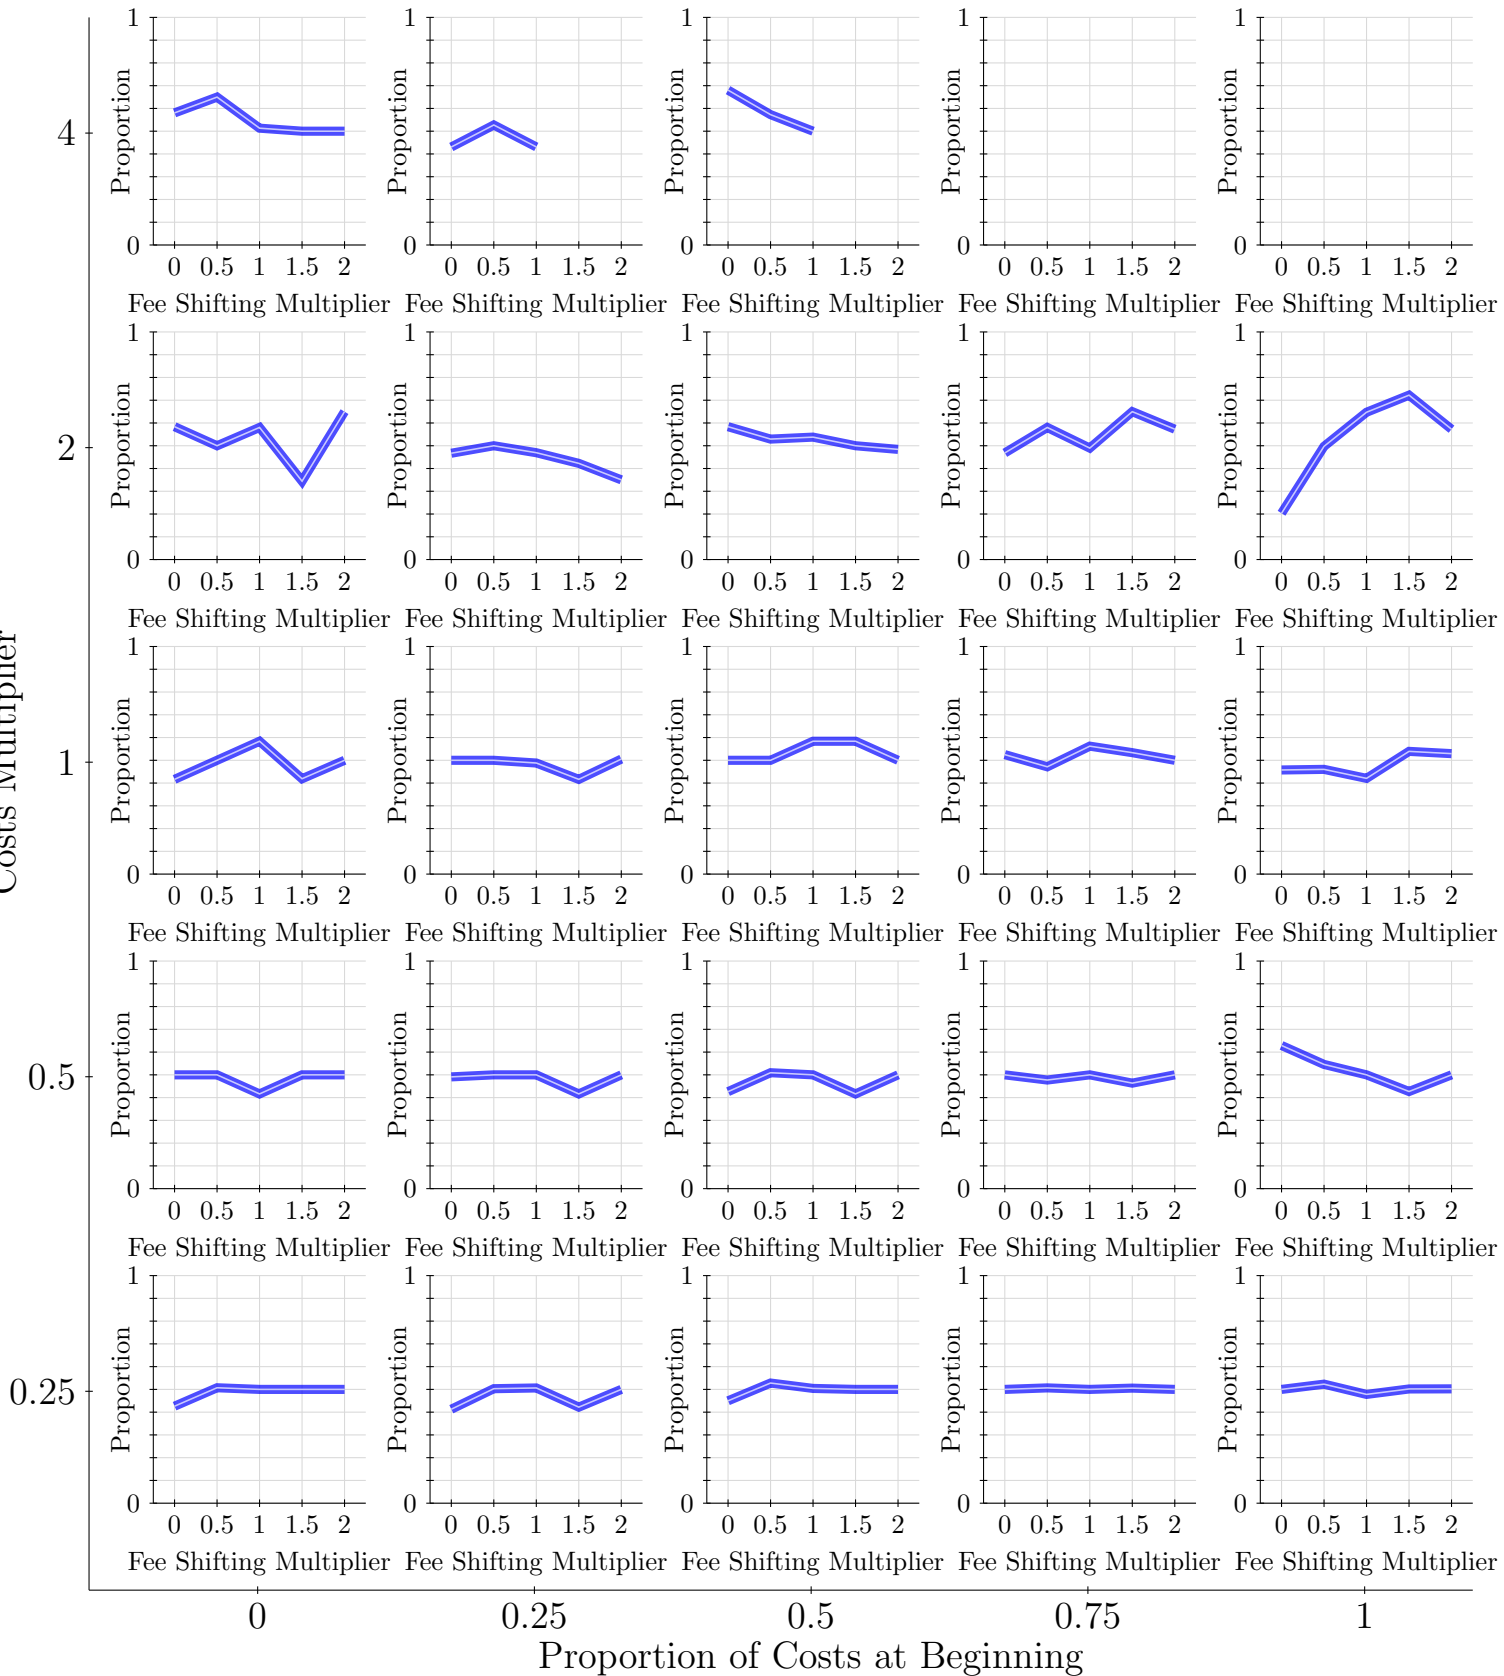 1 1 1 1 1
Proportion Proportion Proportion Proportion Proportion
4
0 0 0 0 0
0 0.5 1 1.5 2 0 0.5 1 1.5 2 0 0.5 1 1.5 2 0 0.5 1 1.5 2 0 0.5 1 1.5 2
Fee Shifting Multiplier Fee Shifting Multiplier Fee Shifting Multiplier Fee Shifting Multiplier Fee Shifting Multiplier
1 1 1 1 1
Proportion Proportion Proportion Proportion Proportion
2
0 0 0 0 0
0 0.5 1 1.5 2 0 0.5 1 1.5 2 0 0.5 1 1.5 2 0 0.5 1 1.5 2 0 0.5 1 1.5 2
Fee Shifting Multiplier Fee Shifting Multiplier Fee Shifting Multiplier Fee Shifting Multiplier Fee Shifting Multiplier
Costs Multiplier
1 1 1 1 1
Proportion Proportion Proportion Proportion Proportion
1
0 0 0 0 0
0 0.5 1 1.5 2 0 0.5 1 1.5 2 0 0.5 1 1.5 2 0 0.5 1 1.5 2 0 0.5 1 1.5 2
Fee Shifting Multiplier Fee Shifting Multiplier Fee Shifting Multiplier Fee Shifting Multiplier Fee Shifting Multiplier
1 1 1 1 1
Proportion Proportion Proportion Proportion Proportion
0.5
0 0 0 0 0
0 0.5 1 1.5 2 0 0.5 1 1.5 2 0 0.5 1 1.5 2 0 0.5 1 1.5 2 0 0.5 1 1.5 2
Fee Shifting Multiplier Fee Shifting Multiplier Fee Shifting Multiplier Fee Shifting Multiplier Fee Shifting Multiplier
1 1 1 1 1
Proportion Proportion Proportion Proportion Proportion
0.25
0 0 0 0 0
0 0.5 1 1.5 2 0 0.5 1 1.5 2 0 0.5 1 1.5 2 0 0.5 1 1.5 2 0 0.5 1 1.5 2
Fee Shifting Multiplier Fee Shifting Multiplier Fee Shifting Multiplier Fee Shifting Multiplier Fee Shifting Multiplier
0 0.25 0.5 0.75 1
Proportion of Costs at Beginning